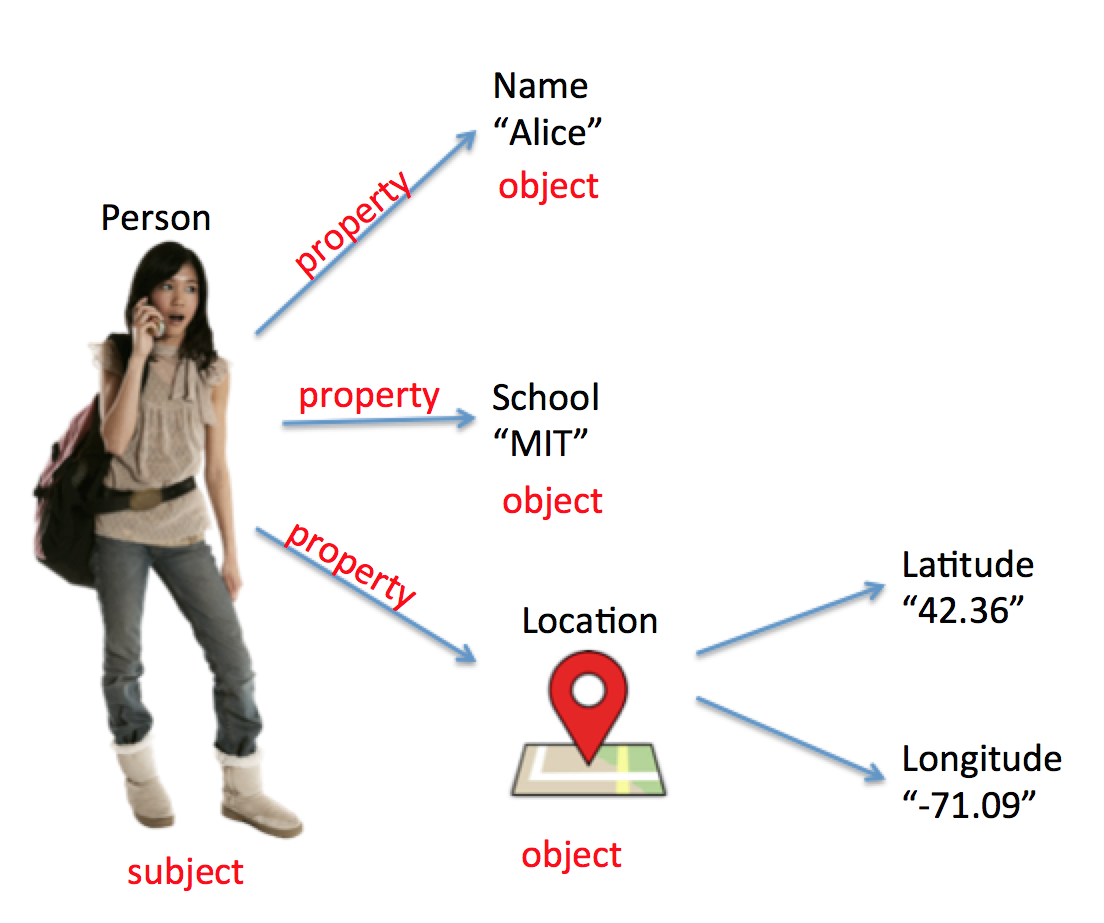 Name
“Alice”
object
property
Person
property
School
“MIT”
object
property
Location
Latitude
“42.36”
Longitude
“-71.09”
object
subject